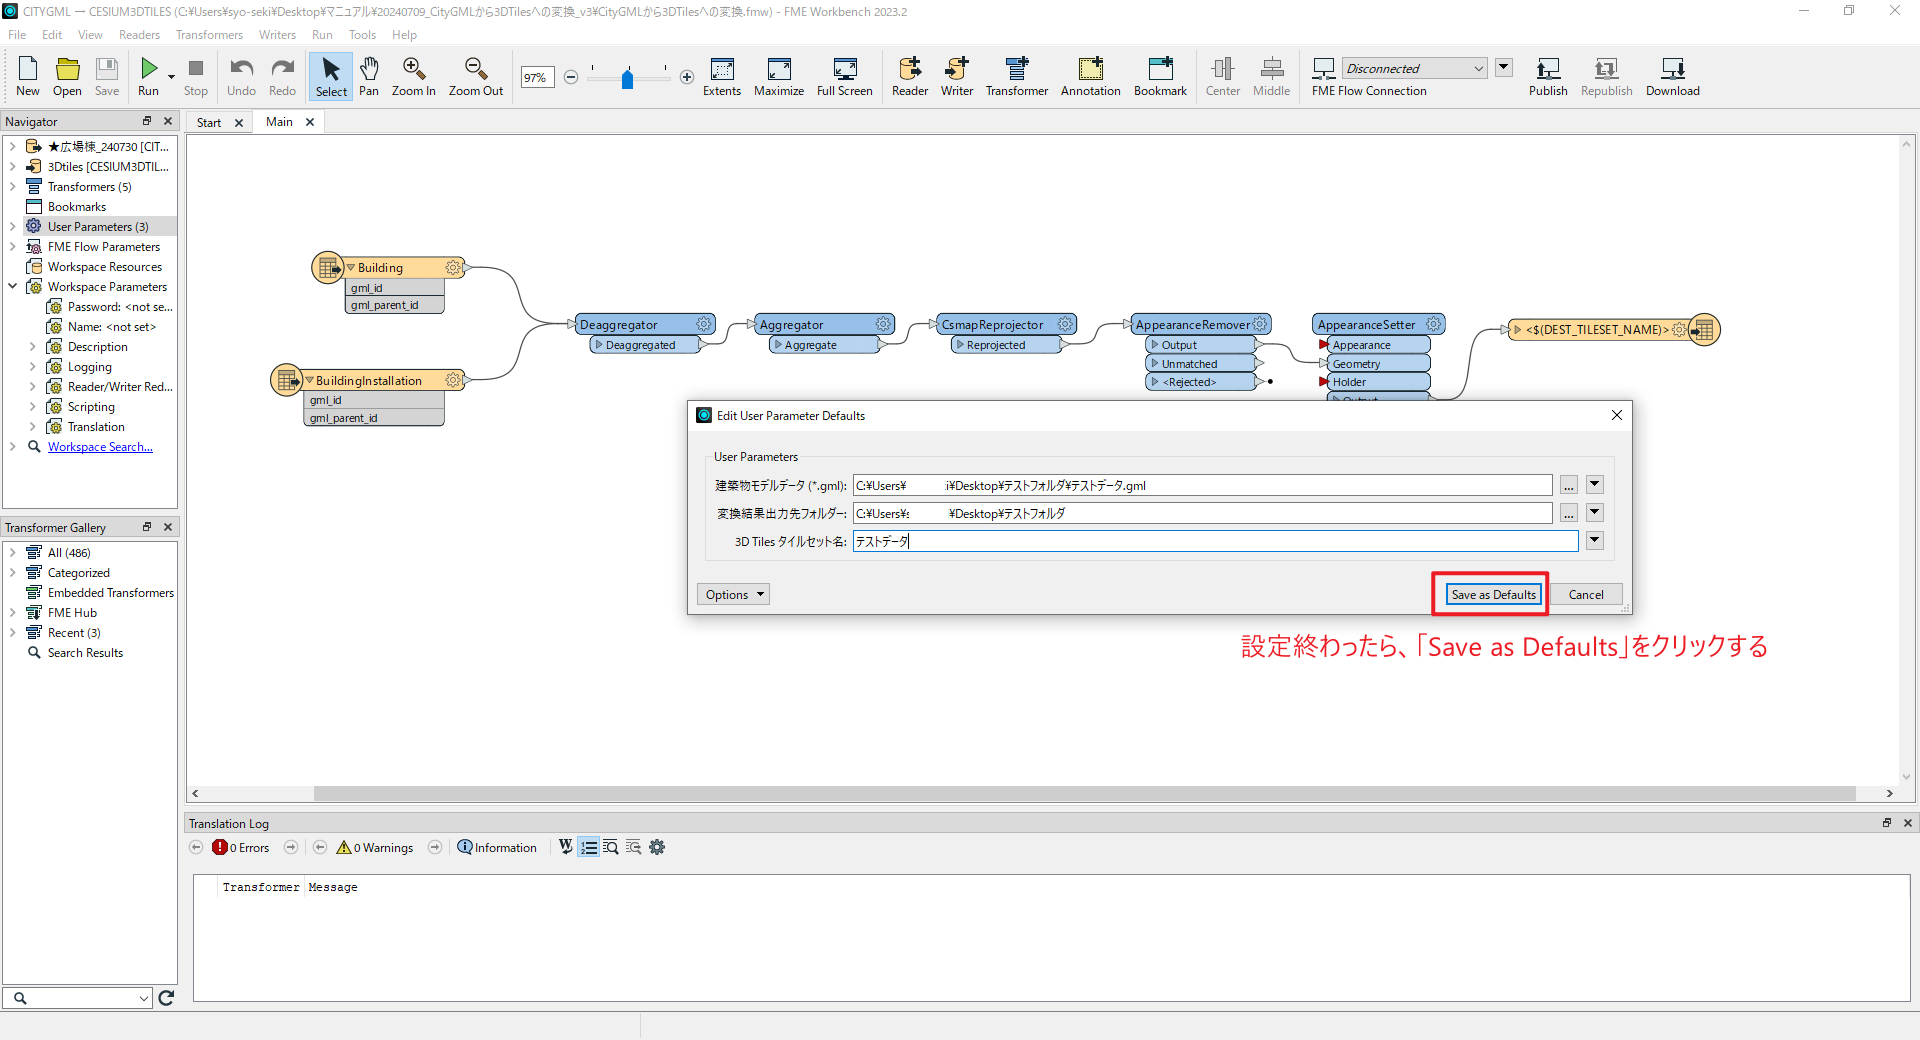 CITYGML → CESIUM3DTILES (C:¥Users¥syo-seki¥Desktop¥マニュアル¥20240709_CityGMLから3DTilesへの変換_v3¥CityGMLから3DTilesへの変換.fmw) - FME Workbench 2023.2
File Edit View Readers Transformers Writers Run Tools Help
97% Disconnected
New Open Save Run Stop Undo Redo Select Pan Zoom In Zoom Out Extents Maximize Full Screen Reader Writer Transformer Annotation Bookmark Center Middle FME Flow Connection Publish Republish Download
Navigator
Start Main
★広場棟_240730 [CIT...
3Dtiles [CESIUM3DTIL...
Transformers (5)
Bookmarks
User Parameters (3)
FME Flow Parameters
Workspace Resources
Workspace Parameters
Password: <not se...
Name: <not set>
Description
Logging
Reader/Writer Red...
Scripting
Translation
Workspace Search...
Transformer Gallery
All (486)
Categorized
Embedded Transformers
FME Hub
Recent (3)
Search Results
Building
gml_id
gml_parent_id
BuildingInstallation
gml_id
gml_parent_id
Deaggregator
Deaggregated
Aggregator
Aggregate
CsmapReprojector
Reprojected
AppearanceRemover
Output
Unmatched
<Rejected>
AppearanceSetter
Appearance
Geometry
Holder
Output
<$(DEST_TILESET_NAME)>
Edit User Parameter Defaults
User Parameters
建築物モデルデータ (*.gml): C:¥Users¥ i¥Desktop¥テストフォルダ¥テストデータ.gml ...
変換結果出力先フォルダー: C:¥Users¥s ¥Desktop¥テストフォルダ ...
3D Tiles タイルセット名: テストデータ
Options Save as Defaults Cancel
設定終わったら、「Save as Defaults」をクリックする
Translation Log
0 Errors 0 Warnings Information
Transformer Message